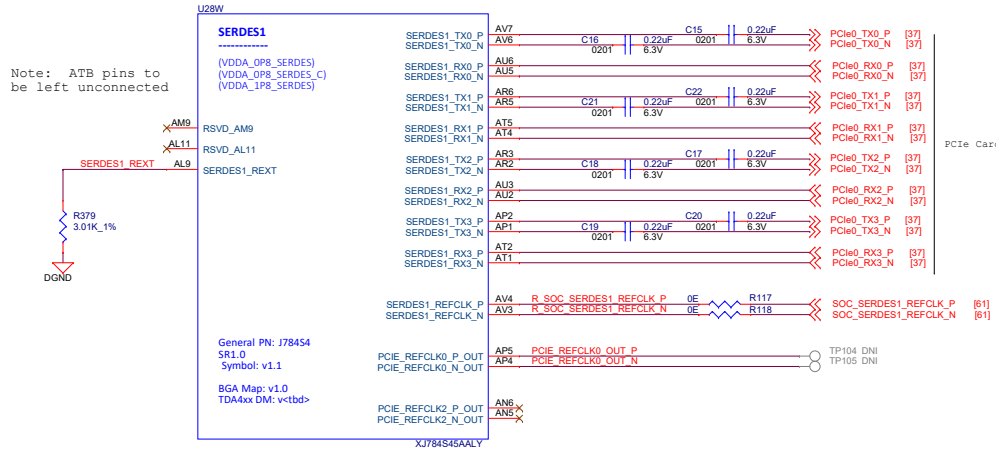 U28W
SERDES1
------------
(VDDA_0P8_SERDES)
(VDDA_0P8_SERDES_C)
(VDDA_1P8_SERDES)
Note: ATB pins to
be left unconnected
AM9 RSVD_AM9
AL11 RSVD_AL11
SERDES1_REXT AL9 SERDES1_REXT
R379
3.01K_1%
DGND
SERDES1_TX0_P AV7 C15 0.22uF PCIe0_TX0_P [37]
SERDES1_TX0_N AV6 C16 0.22uF 0201 6.3V PCIe0_TX0_N [37]
0201 6.3V
SERDES1_RX0_P AU6 PCIe0_RX0_P [37]
SERDES1_RX0_N AU5 PCIe0_RX0_N [37]
SERDES1_TX1_P AR6 C22 0.22uF PCIe0_TX1_P [37]
SERDES1_TX1_N AR5 C21 0.22uF 0201 6.3V PCIe0_TX1_N [37]
0201 6.3V
SERDES1_RX1_P AT5 PCIe0_RX1_P [37]
SERDES1_RX1_N AT4 PCIe0_RX1_N [37]
PCIe Card
SERDES1_TX2_P AR3 C17 0.22uF PCIe0_TX2_P [37]
SERDES1_TX2_N AR2 C18 0.22uF 0201 6.3V PCIe0_TX2_N [37]
0201 6.3V
SERDES1_RX2_P AU3 PCIe0_RX2_P [37]
SERDES1_RX2_N AU2 PCIe0_RX2_N [37]
SERDES1_TX3_P AP2 C20 0.22uF PCIe0_TX3_P [37]
SERDES1_TX3_N AP1 C19 0.22uF 0201 6.3V PCIe0_TX3_N [37]
0201 6.3V
SERDES1_RX3_P AT2 PCIe0_RX3_P [37]
SERDES1_RX3_N AT1 PCIe0_RX3_N [37]
SERDES1_REFCLK_P AV4 R_SOC_SERDES1_REFCLK_P 0E R117 SOC_SERDES1_REFCLK_P [61]
SERDES1_REFCLK_N AV3 R_SOC_SERDES1_REFCLK_N 0E R118 SOC_SERDES1_REFCLK_N [61]
General PN: J784S4
SR1.0
Symbol: v1.1
BGA Map: v1.0
TDA4xx DM: v<tbd>
PCIE_REFCLK0_P_OUT AP5 PCIE_REFCLK0_OUT_P TP104 DNI
PCIE_REFCLK0_N_OUT AP4 PCIE_REFCLK0_OUT_N TP105 DNI
PCIE_REFCLK2_P_OUT AN6
PCIE_REFCLK2_N_OUT AN5
XJ784S45AALY